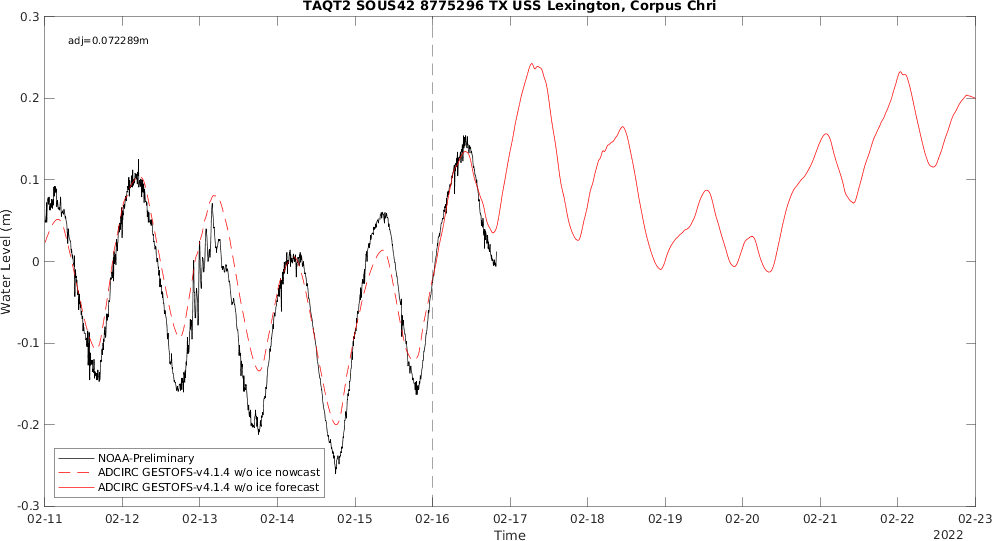 TAQT2 SOUS42 8775296 TX USS Lexington, Corpus Chri
adj=0.072289m
0.3
0.2
0.1
0
-0.1
-0.2
-0.3
Water Level (m)
NOAA-Preliminary
ADCIRC GESTOFS-v4.1.4 w/o ice nowcast
ADCIRC GESTOFS-v4.1.4 w/o ice forecast
02-11 02-12 02-13 02-14 02-15 02-16 02-17 02-18 02-19 02-20 02-21 02-22 02-23
Time
2022